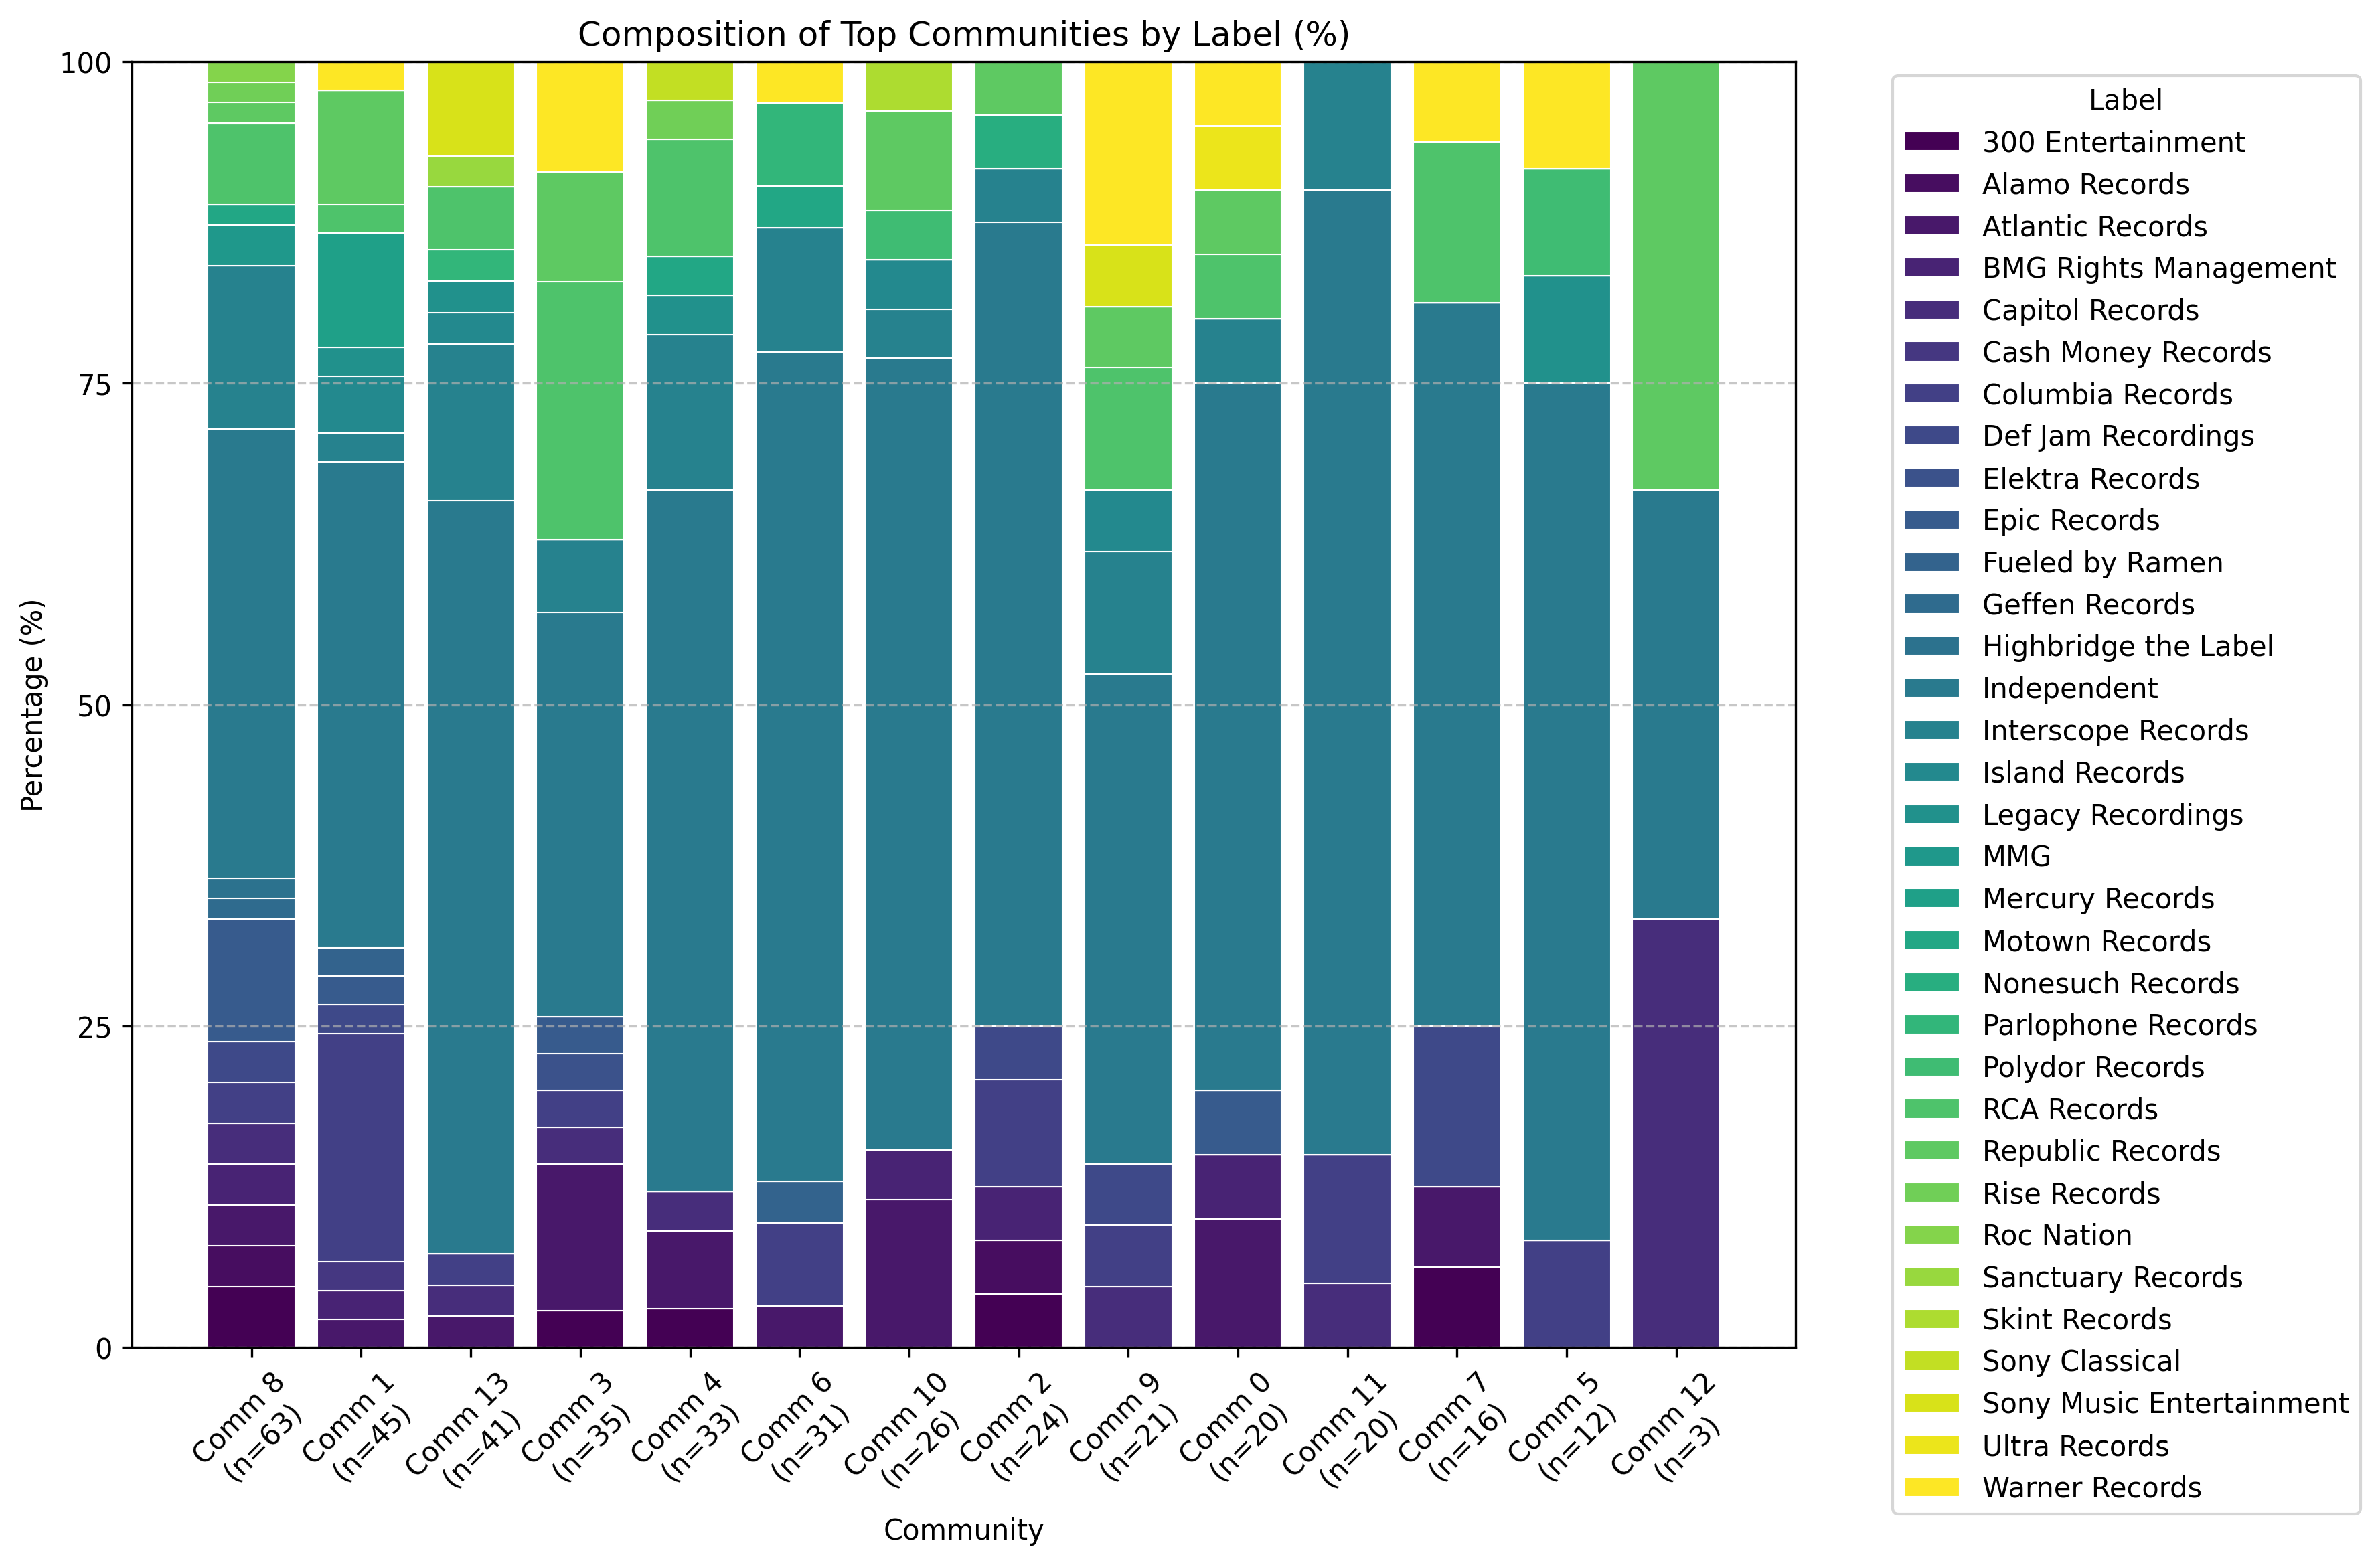 Composition of Top Communities by Label (%)
Percentage (%)
100
75
50
25
0
Comm 8
(n=63)
Comm 1
(n=45)
Comm 13
(n=41)
Comm 3
(n=35)
Comm 4
(n=33)
Comm 6
(n=31)
Comm 10
(n=26)
Comm 2
(n=24)
Comm 9
(n=21)
Comm 0
(n=20)
Comm 11
(n=20)
Comm 7
(n=16)
Comm 5
(n=12)
Comm 12
(n=3)
Community
Label
300 Entertainment
Alamo Records
Atlantic Records
BMG Rights Management
Capitol Records
Cash Money Records
Columbia Records
Def Jam Recordings
Elektra Records
Epic Records
Fueled by Ramen
Geffen Records
Highbridge the Label
Independent
Interscope Records
Island Records
Legacy Recordings
MMG
Mercury Records
Motown Records
Nonesuch Records
Parlophone Records
Polydor Records
RCA Records
Republic Records
Rise Records
Roc Nation
Sanctuary Records
Skint Records
Sony Classical
Sony Music Entertainment
Ultra Records
Warner Records